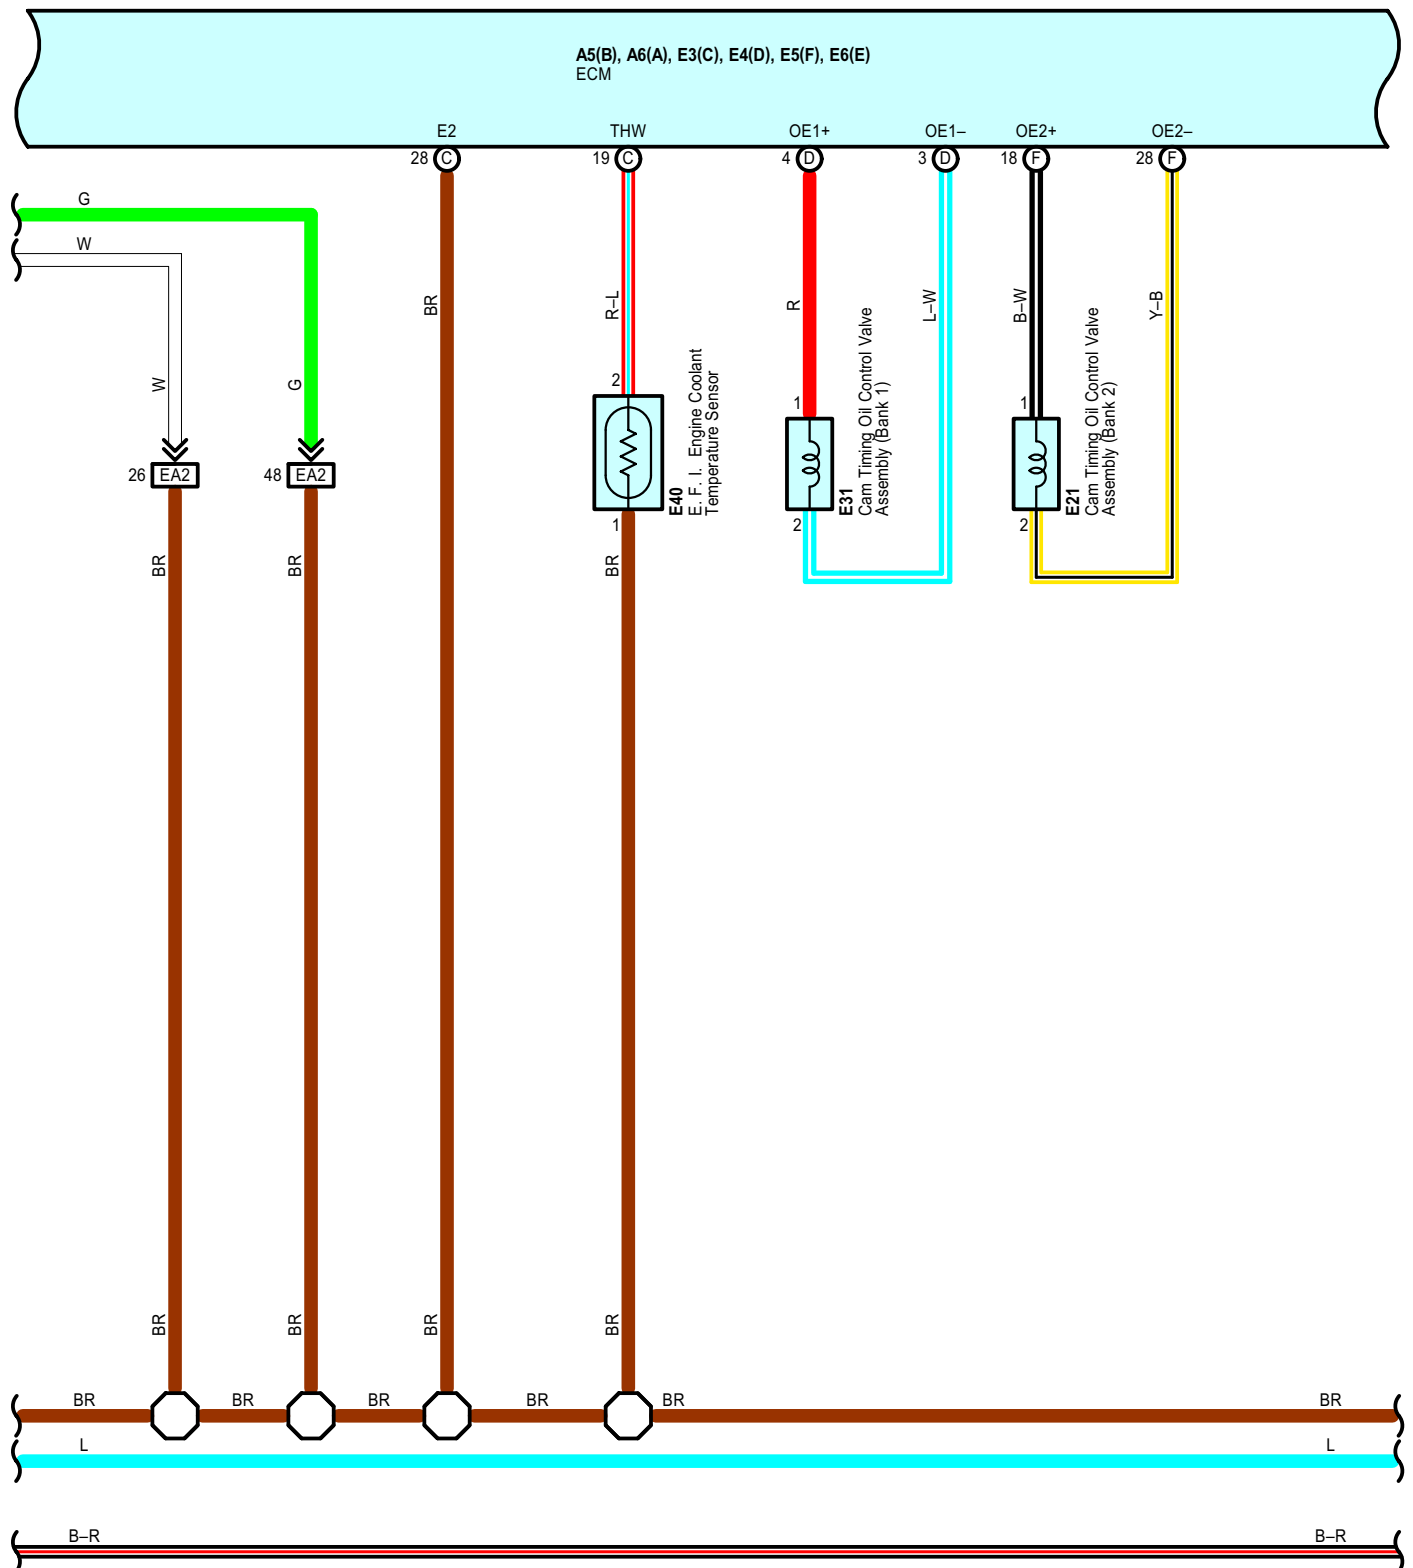 A5(B), A6(A), E3(C), E4(D), E5(F), E6(E)
ECM
E2
THW
OE1+
OE1–
OE2+
OE2–
28 C
19 C
4 D
3 D
18 F
28 F
G
W
W
G
BR
R–L
R
L–W
B–W
Y–B
2
1
1
26 EA2
48 EA2
E40
E. F. I. Engine Coolant
Temperature Sensor
E31
Cam Timing Oil Control Valve
Assembly (Bank 1)
E21
Cam Timing Oil Control Valve
Assembly (Bank 2)
1
2
2
BR
BR
BR
BR
BR
BR
BR
BR
BR
BR
BR
BR
BR
L
L
B–R
B–R